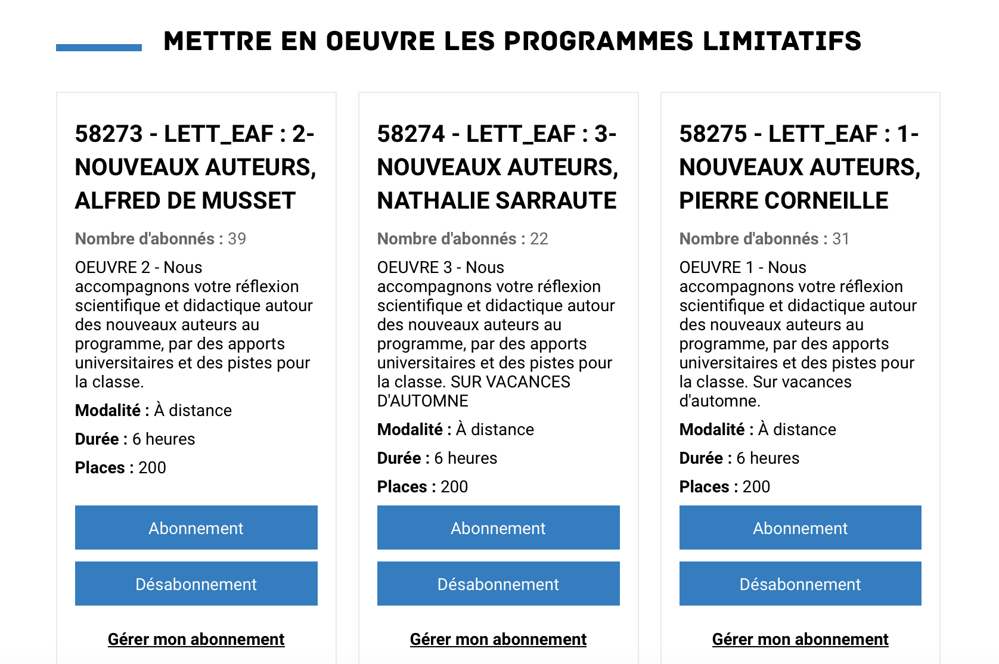 METTRE EN OEUVRE LES PROGRAMMES LIMITATIFS
58273 - LETT_EAF : 2-
NOUVEAUX AUTEURS,
ALFRED DE MUSSET
Nombre d'abonnés : 39
OEUVRE 2 - Nous
accompagnons votre réflexion
scientifique et didactique autour
des nouveaux auteurs au
programme, par des apports
universitaires et des pistes pour
la classe.
Modalité : À distance
Durée : 6 heures
Places : 200
Abonnement
Désabonnement
Gérer mon abonnement
58274 - LETT_EAF : 3-
NOUVEAUX AUTEURS,
NATHALIE SARRAUTE
Nombre d'abonnés : 22
OEUVRE 3 - Nous
accompagnons votre réflexion
scientifique et didactique autour
des nouveaux auteurs au
programme, par des apports
universitaires et des pistes pour
la classe. SUR VACANCES
D'AUTOMNE
Modalité : À distance
Durée : 6 heures
Places : 200
Abonnement
Désabonnement
Gérer mon abonnement
58275 - LETT_EAF : 1-
NOUVEAUX AUTEURS,
PIERRE CORNEILLE
Nombre d'abonnés : 31
OEUVRE 1 - Nous
accompagnons votre réflexion
scientifique et didactique autour
des nouveaux auteurs au
programme, par des apports
universitaires et des pistes pour
la classe. Sur vacances
d'automne.
Modalité : À distance
Durée : 6 heures
Places : 200
Abonnement
Désabonnement
Gérer mon abonnement